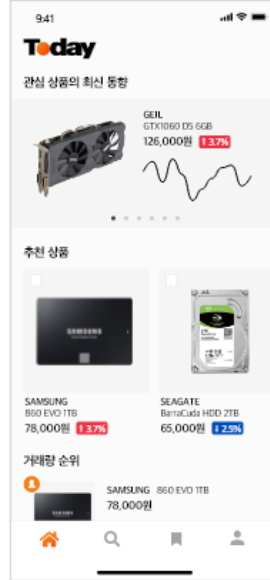 9:41
Today
관심 상품의 최신 동향
GEIL
GTX1060 D5 6GB
126,000원 ⬆3.7%
추천 상품
SAMSUNG
SAMSUNG
860 EVO 1TB
78,000원 ⬆3.7%
SEAGATE
BarraCuda HDD 2TB
65,000원 ⬇2.5%
거래량 순위
SAMSUNG 860 EVO 1TB
78,000원